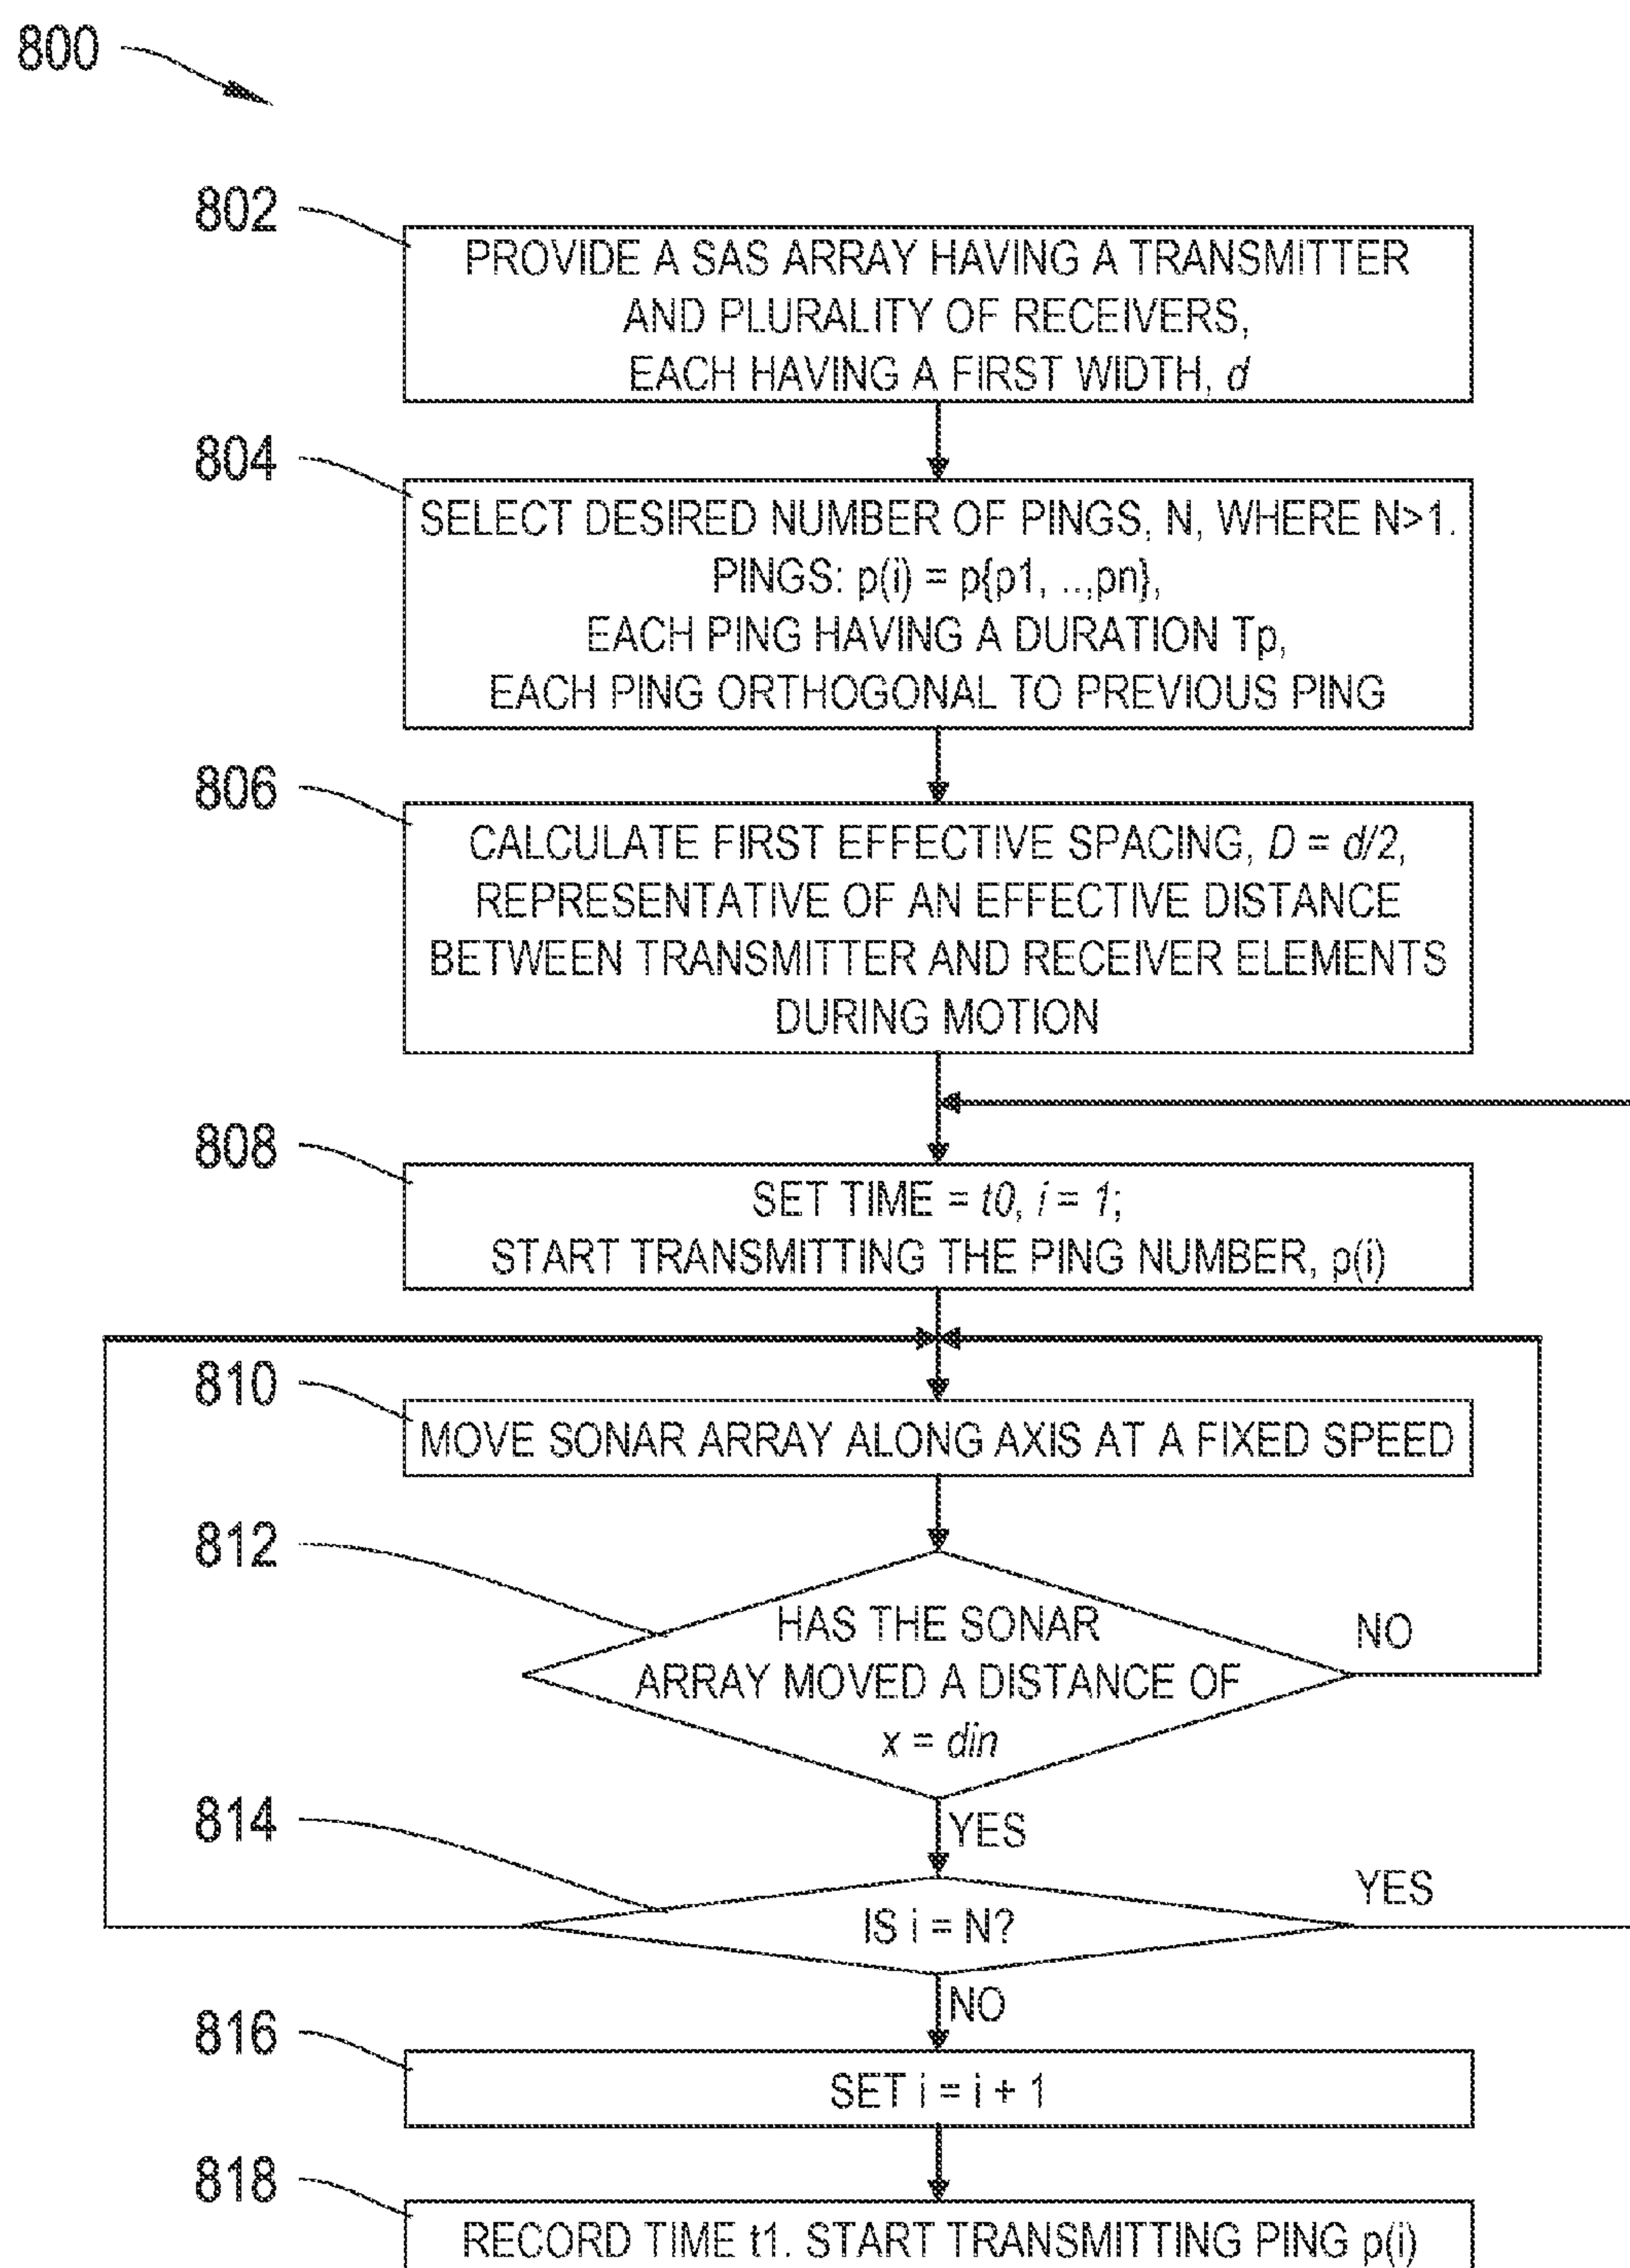 800
802
PROVIDE A SAS ARRAY HAVING A TRANSMITTER
AND PLURALITY OF RECEIVERS,
EACH HAVING A FIRST WIDTH, d
804
SELECT DESIRED NUMBER OF PINGS, N, WHERE N>1.
PINGS: p(i) = p{p1, ..,pn},
EACH PING HAVING A DURATION Tp,
EACH PING ORTHOGONAL TO PREVIOUS PING
806
CALCULATE FIRST EFFECTIVE SPACING, D = d/2,
REPRESENTATIVE OF AN EFFECTIVE DISTANCE
BETWEEN TRANSMITTER AND RECEIVER ELEMENTS
DURING MOTION
808
SET TIME = t0, i = 1;
START TRANSMITTING THE PING NUMBER, p(i)
810
MOVE SONAR ARRAY ALONG AXIS AT A FIXED SPEED
812
HAS THE SONAR
ARRAY MOVED A DISTANCE OF
x = din
NO
YES
814
IS i = N?
YES
NO
816
SET i = i + 1
818
RECORD TIME t1. START TRANSMITTING PING p(i)